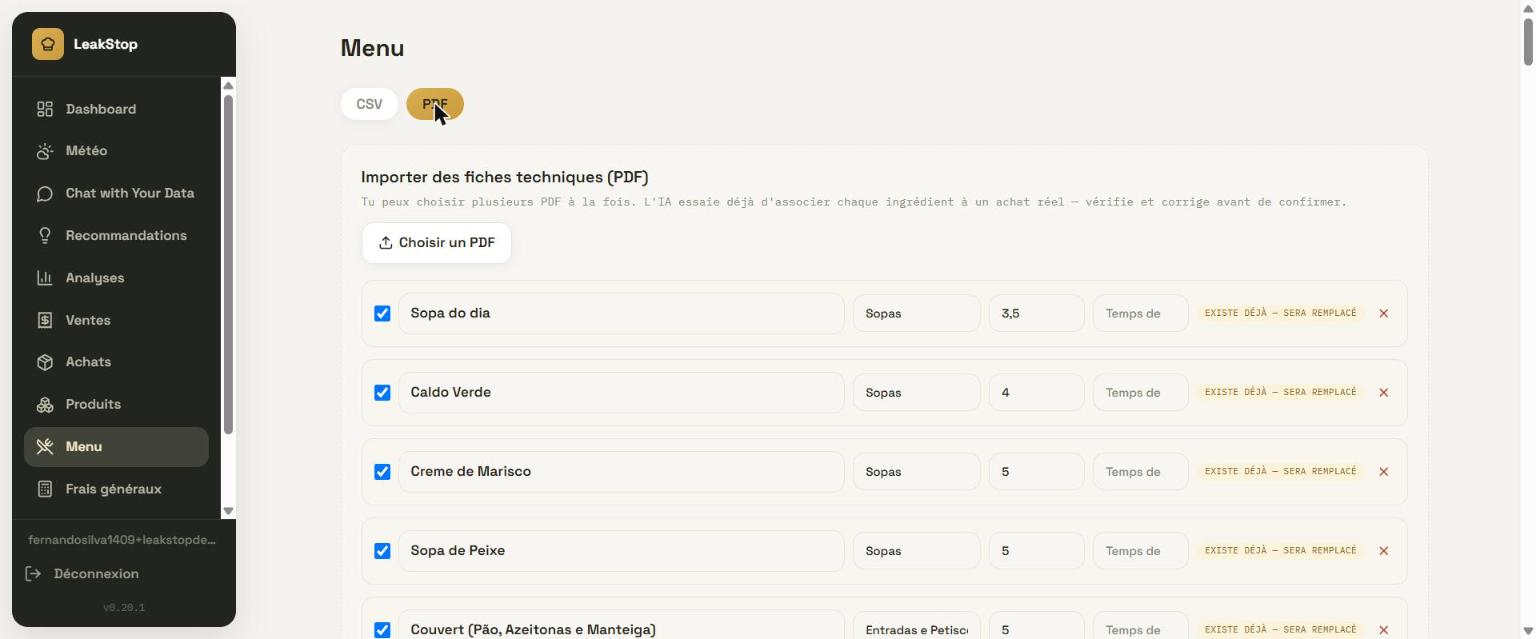 LeakStop
Dashboard
Météo
Chat with Your Data
Recommandations
Analyses
Ventes
Achats
Produits
Menu
Frais généraux
fernandosilva1409+leakstopde…
Déconnexion
v0.20.1
Menu
CSV
PDF
Importer des fiches techniques (PDF)
Tu peux choisir plusieurs PDF à la fois. L'IA essaie déjà d'associer chaque ingrédient à un achat réel — vérifie et corrige avant de confirmer.
Choisir un PDF
Sopa do dia Sopas 3,5 Temps de EXISTE DÉJÀ — SERA REMPLACÉ
Caldo Verde Sopas 4 Temps de EXISTE DÉJÀ — SERA REMPLACÉ
Creme de Marisco Sopas 5 Temps de EXISTE DÉJÀ — SERA REMPLACÉ
Sopa de Peixe Sopas 5 Temps de EXISTE DÉJÀ — SERA REMPLACÉ
Couvert (Pão, Azeitonas e Manteiga) Entradas e Petisc 5 Temps de EXISTE DÉJÀ — SERA REMPLACÉ